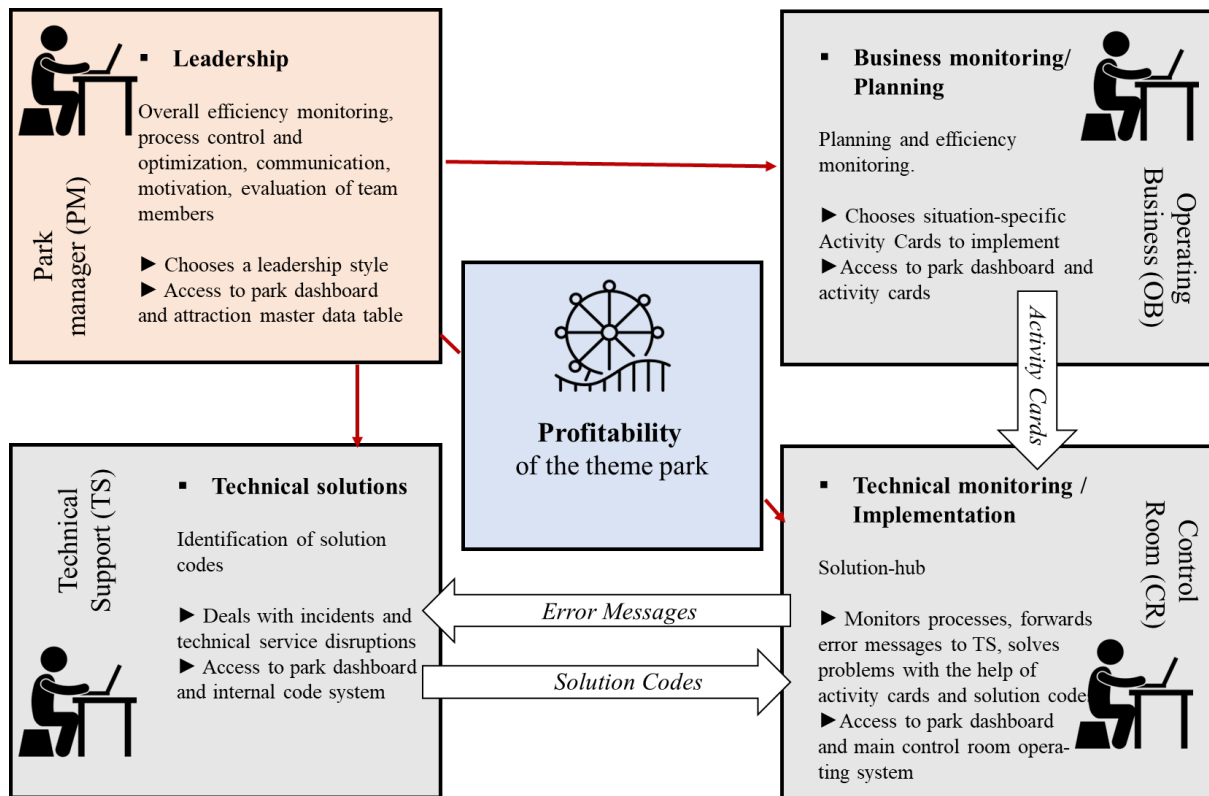 ▪ Leadership
Overall efficiency monitoring,
process control and
optimization, communication,
motivation, evaluation of team
members
► Chooses a leadership style
► Access to park dashboard
and attraction master data table
Park
manager (PM)
▪ Business monitoring/
Planning
Planning and efficiency
monitoring.
► Chooses situation-specific
Activity Cards to implement
►Access to park dashboard and
activity cards
Operating
Business (OB)
Activity Cards
Profitability
of the theme park
Technical
Support (TS)
▪ Technical solutions
Identification of solution
codes
► Deals with incidents and
technical service disruptions
► Access to park dashboard
and internal code system
Error Messages
Solution Codes
▪ Technical monitoring /
Implementation
Solution-hub
► Monitors processes, forwards
error messages to TS, solves
problems with the help of
activity cards and solution code
►Access to park dashboard
and main control room opera-
ting system
Control
Room (CR)